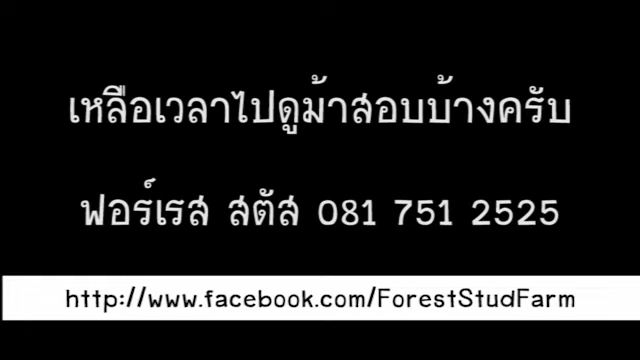 เหลือเวลาไปดูม้าสอบบ้างครับ
ฟอร์เรส สตัส 081 751 2525
http://www.facebook.com/ForestStudFarm